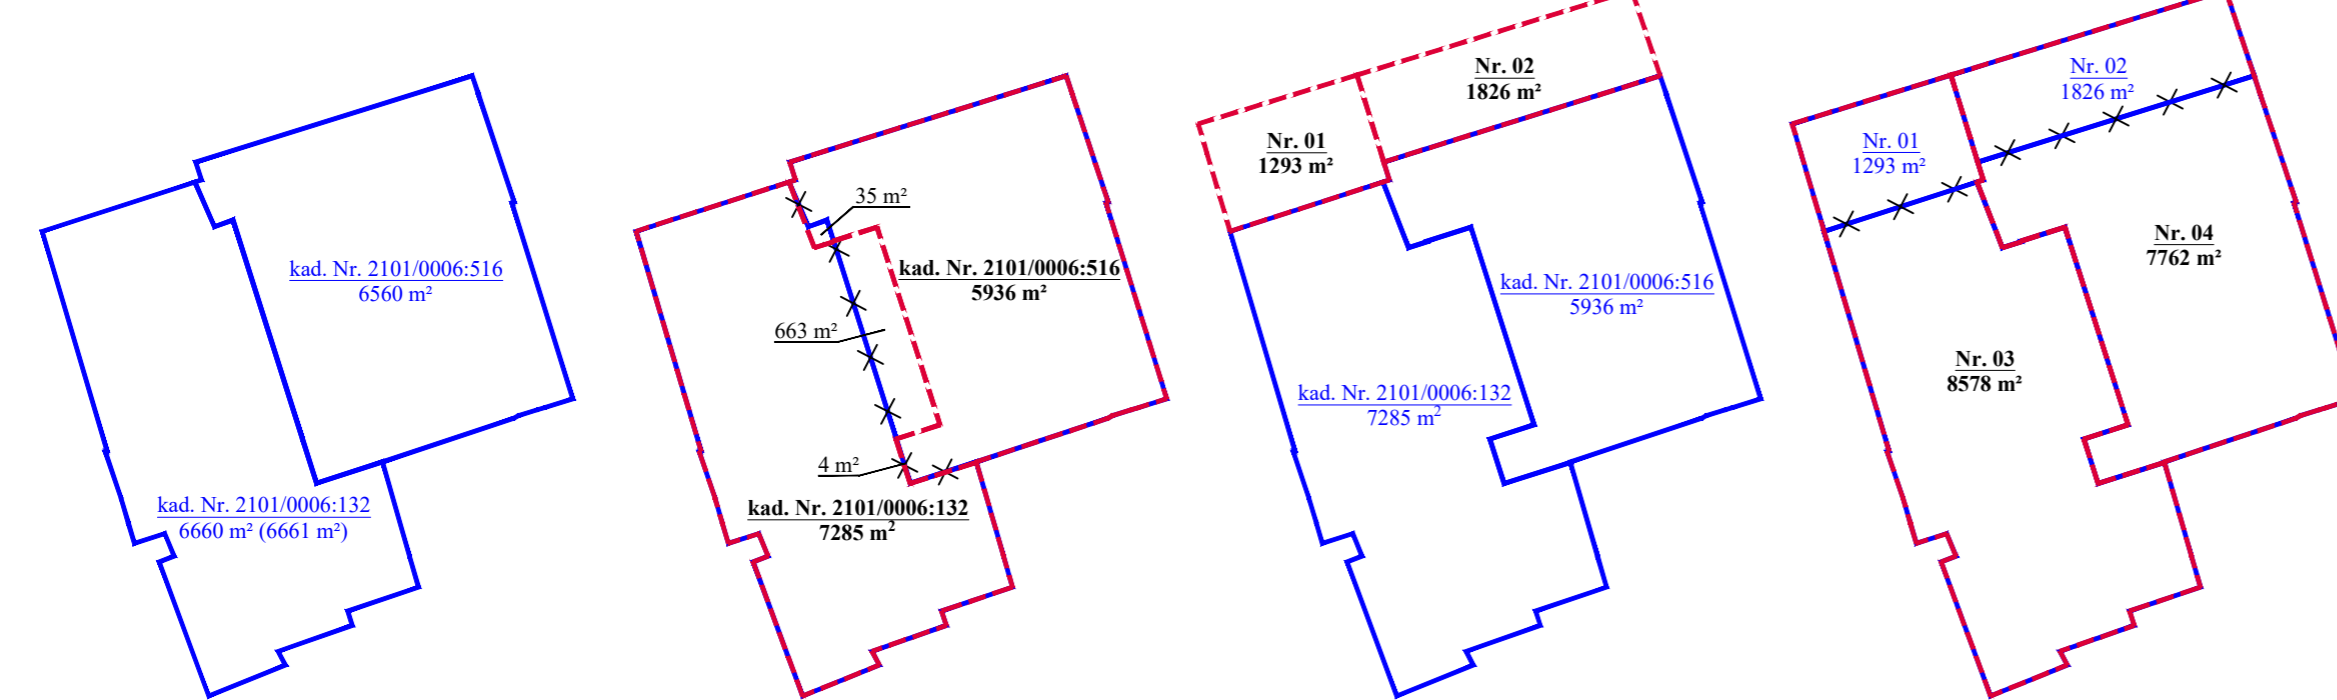 kad. Nr. 2101/0006:516
6560 m²
kad. Nr. 2101/0006:132
6660 m² (6661 m²)
35 m²
kad. Nr. 2101/0006:516
5936 m²
663 m²
4 m²
kad. Nr. 2101/0006:132
7285 m²
Nr. 02
1826 m²
Nr. 01
1293 m²
kad. Nr. 2101/0006:516
5936 m²
kad. Nr. 2101/0006:132
7285 m²
Nr. 02
1826 m²
Nr. 01
1293 m²
Nr. 04
7762 m²
Nr. 03
8578 m²